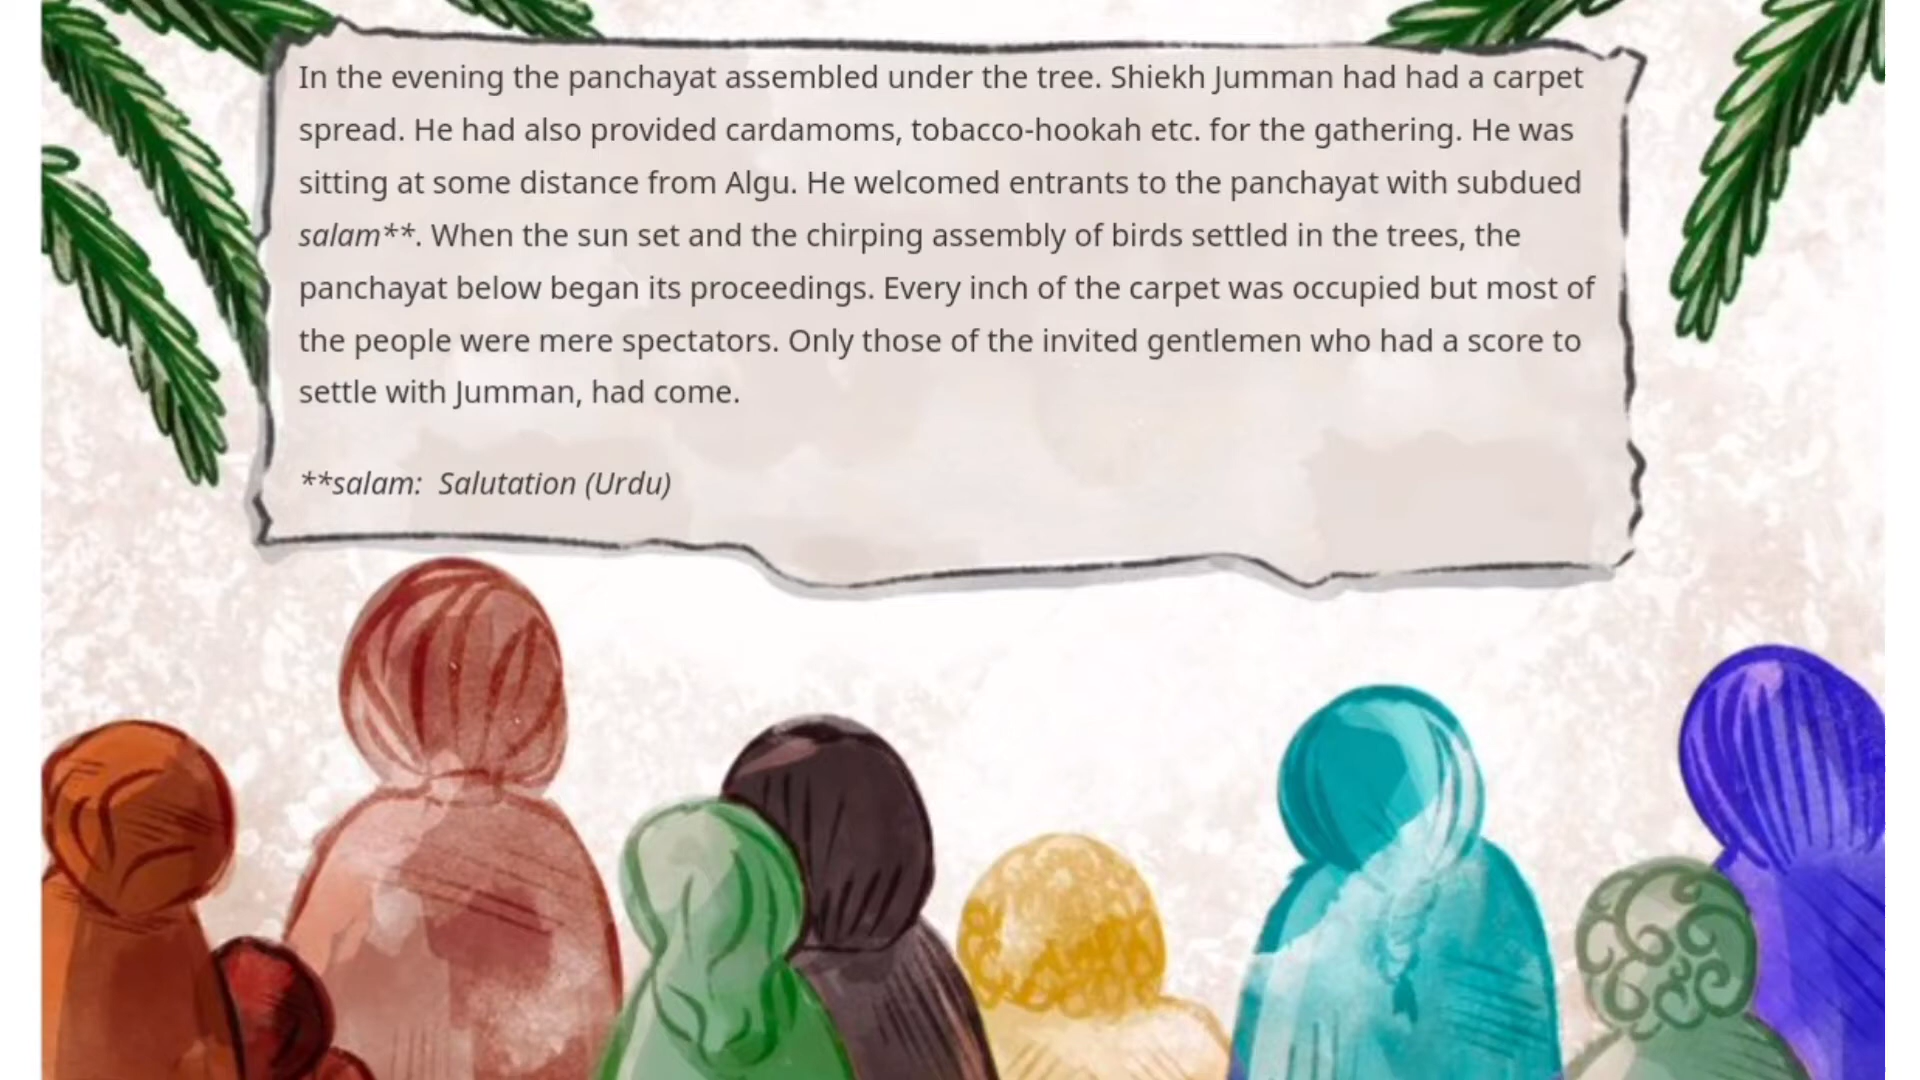 In the evening the panchayat assembled under the tree. Shiekh Jumman had had a carpet
spread. He had also provided cardamoms, tobacco-hookah etc. for the gathering. He was
sitting at some distance from Algu. He welcomed entrants to the panchayat with subdued
salam**. When the sun set and the chirping assembly of birds settled in the trees, the
panchayat below began its proceedings. Every inch of the carpet was occupied but most of
the people were mere spectators. Only those of the invited gentlemen who had a score to
settle with Jumman, had come.
**salam:  Salutation (Urdu)